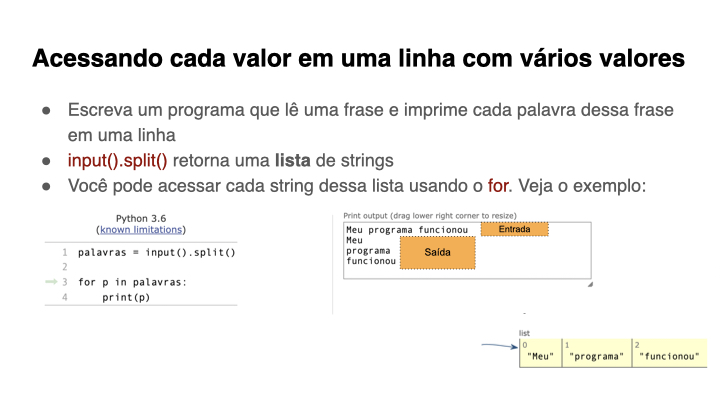 Acessando cada valor em uma linha com vários valores
● Escreva um programa que lê uma frase e imprime cada palavra dessa frase
em uma linha
● input().split() retorna uma lista de strings
● Você pode acessar cada string dessa lista usando o for. Veja o exemplo:
Python 3.6
(known limitations)
1 palavras = input().split()
2
3 for p in palavras:
4 print(p)
Print output (drag lower right corner to resize)
Meu programa funcionou
Entrada
Meu
programa
funcionou
Saída
list
0 1 2
"Meu" "programa" "funcionou"